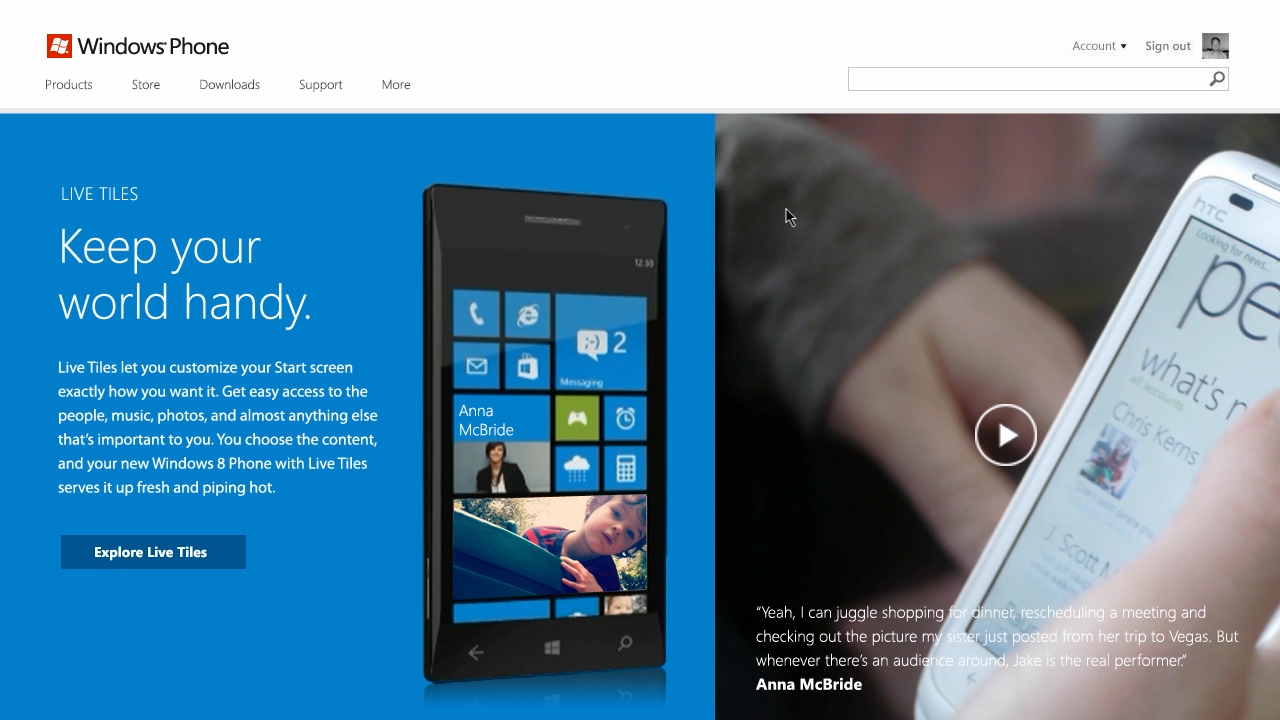 Windows Phone
Account
Sign out
Products
Store
Downloads
Support
More
LIVE TILES
Keep your
world handy.
Live Tiles let you customize your Start screen
exactly how you want it. Get easy access to the
people, music, photos, and almost anything else
that's important to you. You choose the content,
and your new Windows 8 Phone with Live Tiles
serves it up fresh and piping hot.
Explore Live Tiles
12:33
2
Messaging
Anna
McBride
hTC
Looking for news...
pe
what's n
all accounts
Chris Kerns
J. Scott
“Yeah, I can juggle shopping for dinner, rescheduling a meeting and
checking out the picture my sister just posted from her trip to Vegas. But
whenever there's an audience around, Jake is the real performer.”
Anna McBride